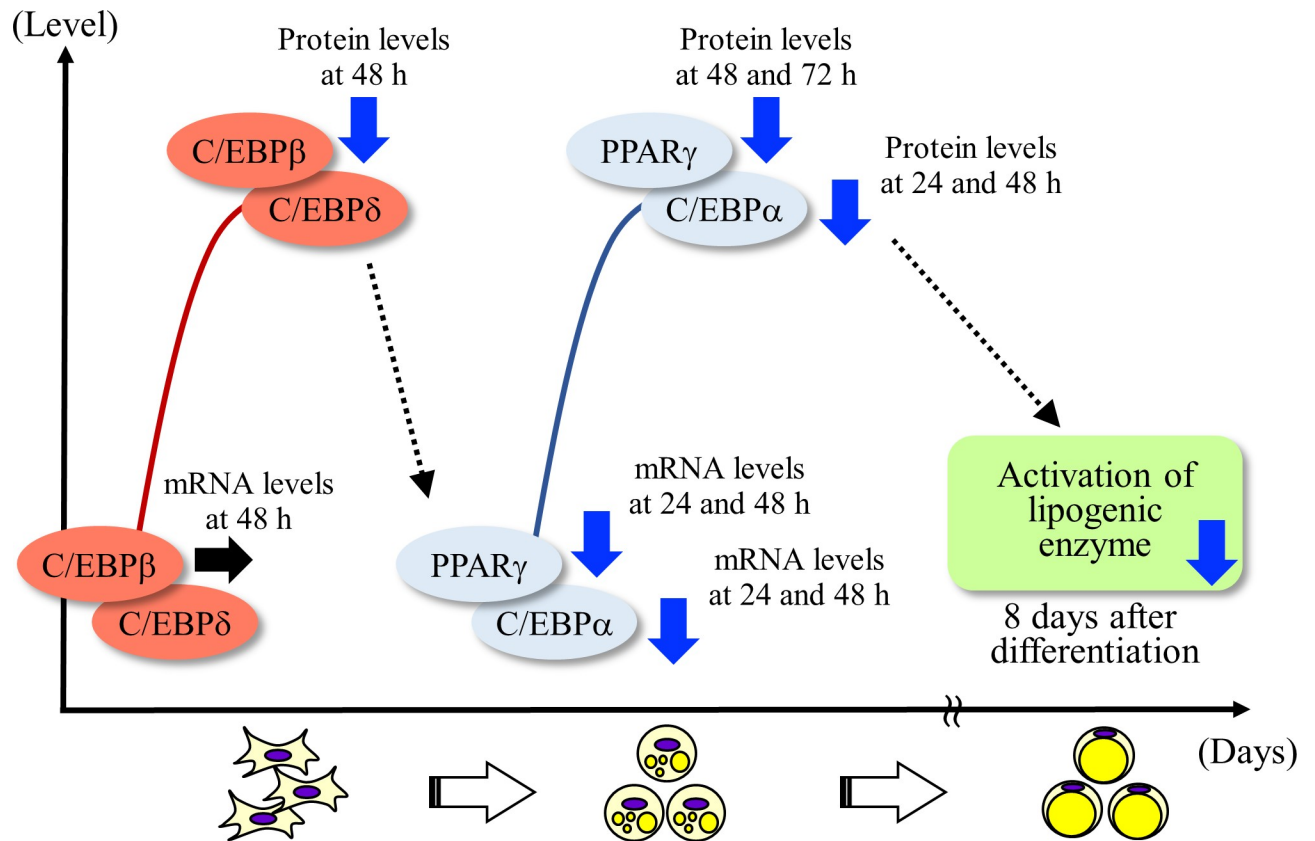 (Level)
Protein levels
at 48 h
C/EBPβ
C/EBPδ
Protein levels
at 48 and 72 h
PPARγ
C/EBPα
Protein levels
at 24 and 48 h
mRNA levels
at 48 h
C/EBPβ
C/EBPδ
mRNA levels
at 24 and 48 h
PPARγ
mRNA levels
at 24 and 48 h
C/EBPα
Activation of
lipogenic
enzyme
8 days after
differentiation
(Days)